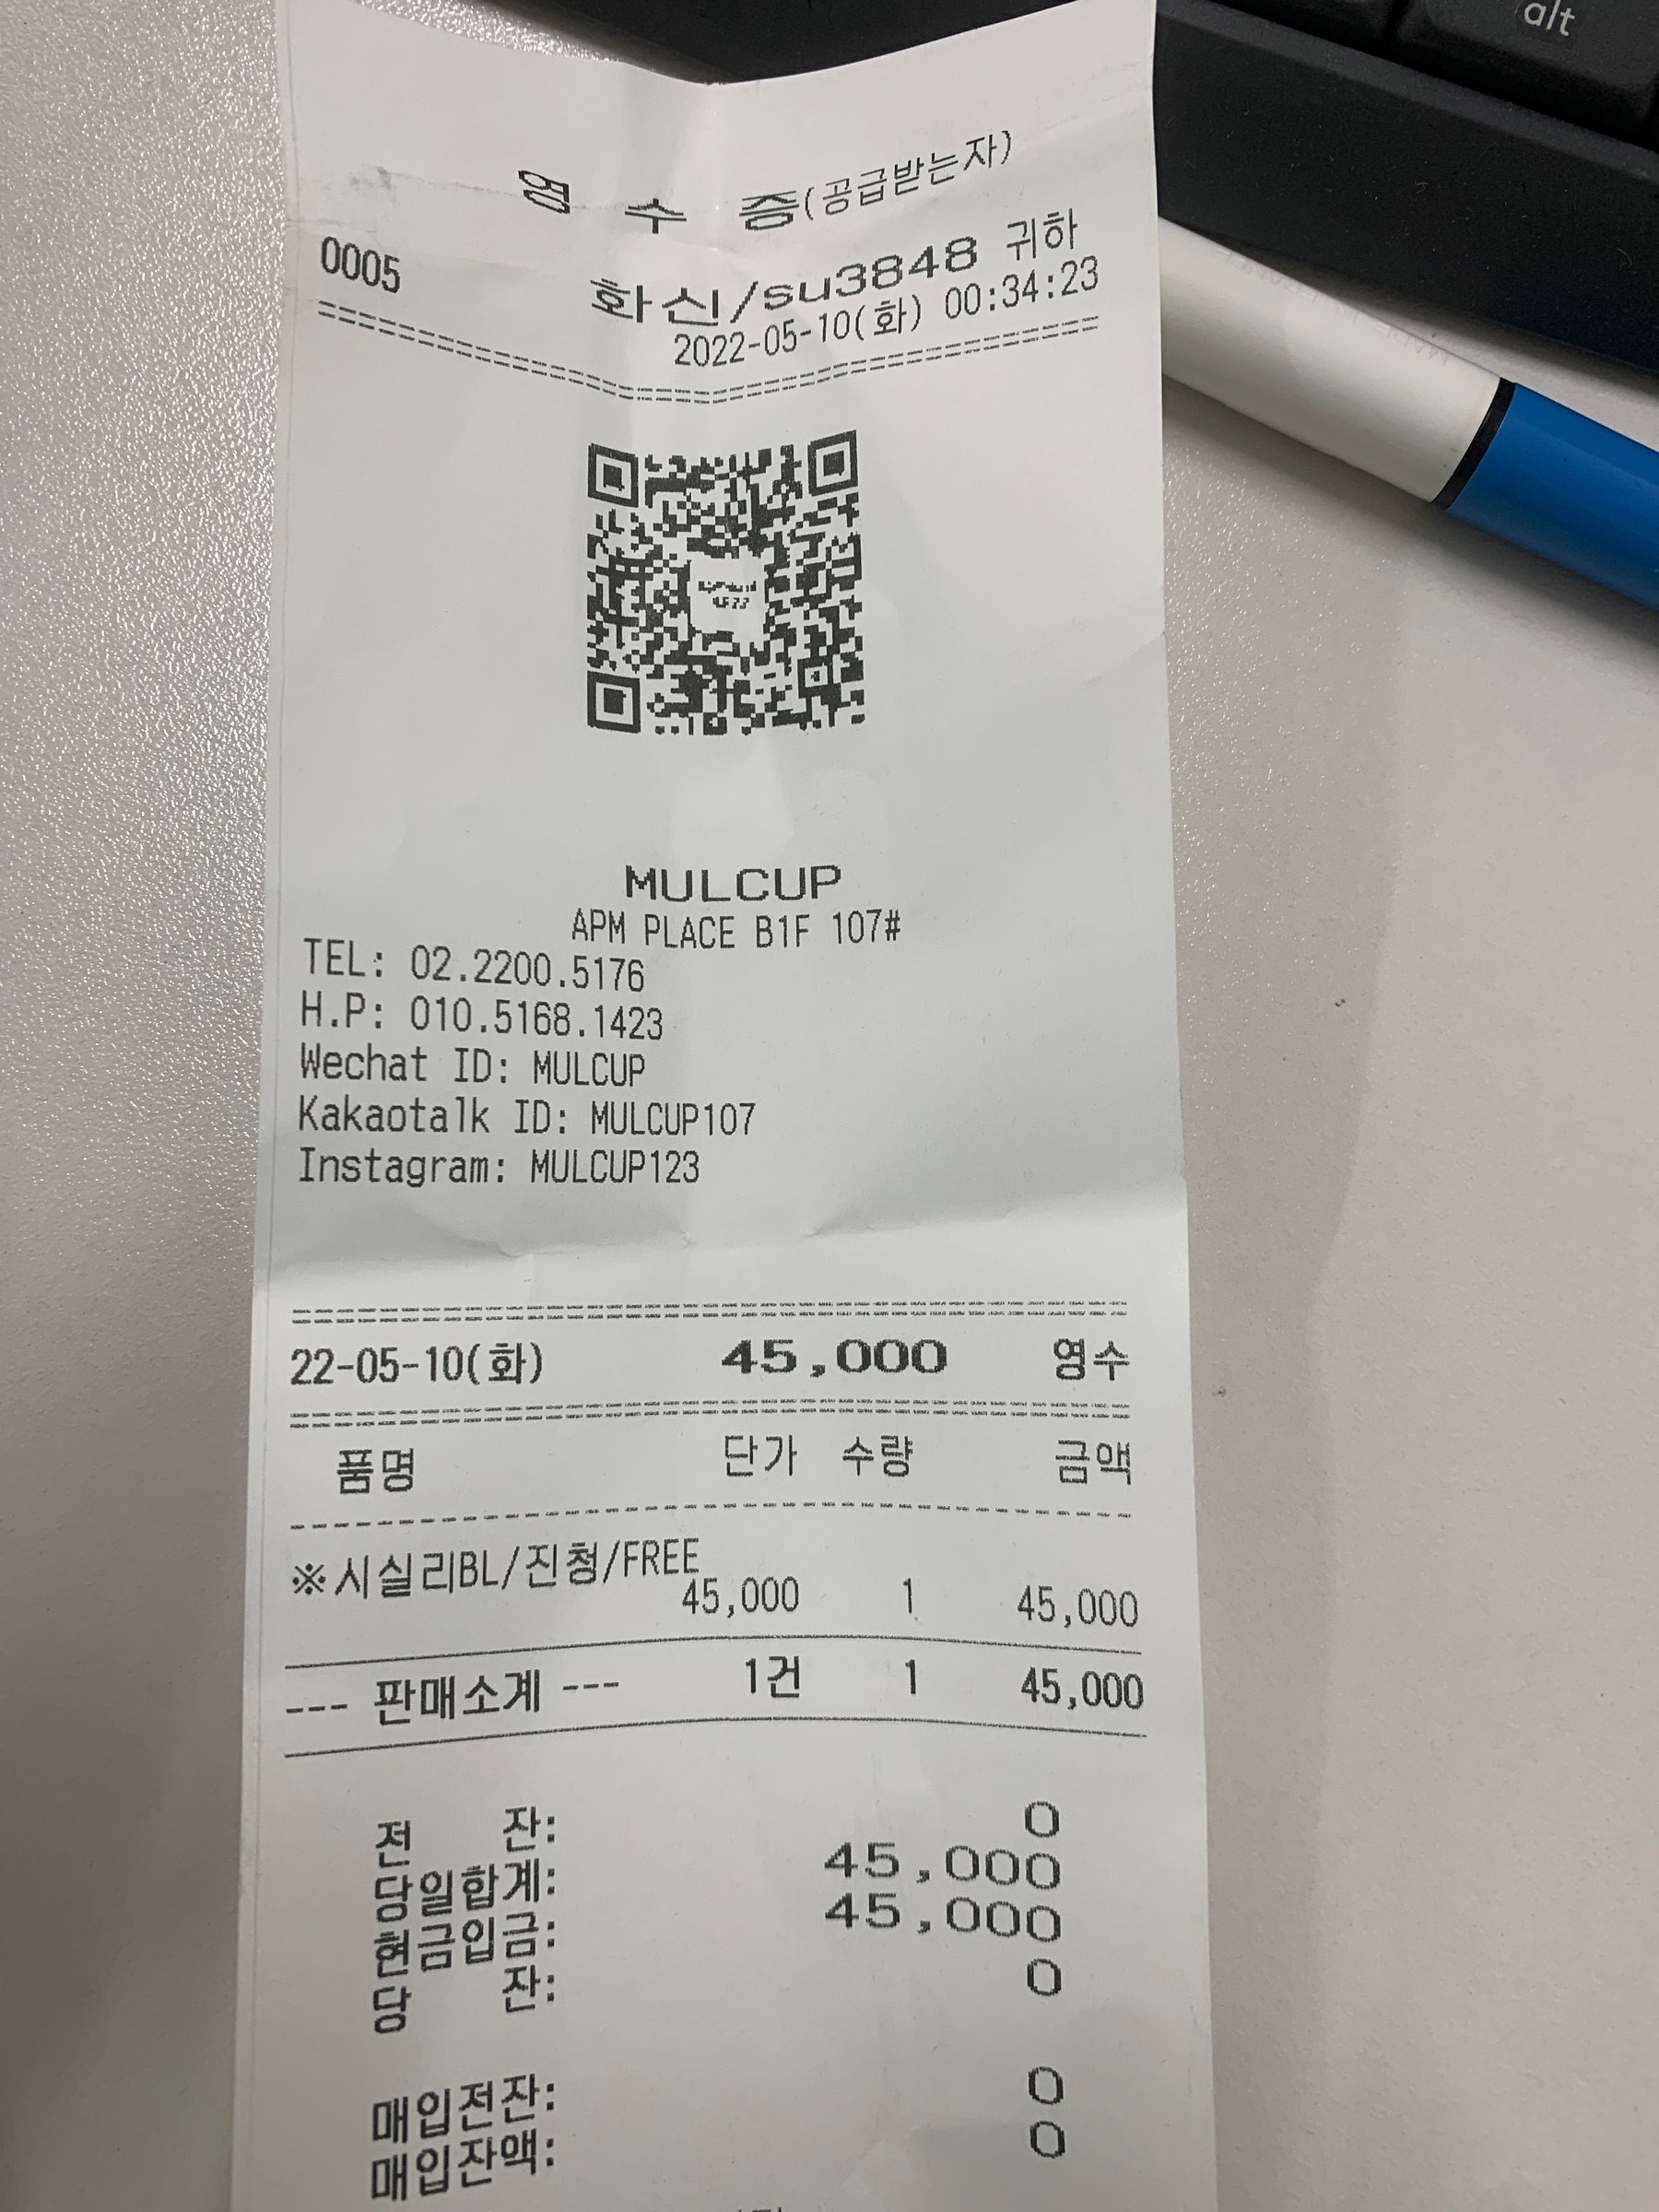 alt
영 수 증(공급받는자)
0005 화신/su3848 귀하
2022-05-10(화) 00:34:23
MULCUP
APM PLACE B1F 107#
TEL: 02.2200.5176
H.P: 010.5168.1423
Wechat ID: MULCUP
Kakaotalk ID: MULCUP107
Instagram: MULCUP123
22-05-10(화) 45,000 영수
품명 단가 수량 금액
※시실리BL/진청/FREE
45,000 1 45,000
--- 판매소계 --- 1건 1 45,000
전 잔: 0
당일합계: 45,000
현금입금: 45,000
당 잔: 0
매입전잔: 0
매입잔액: 0